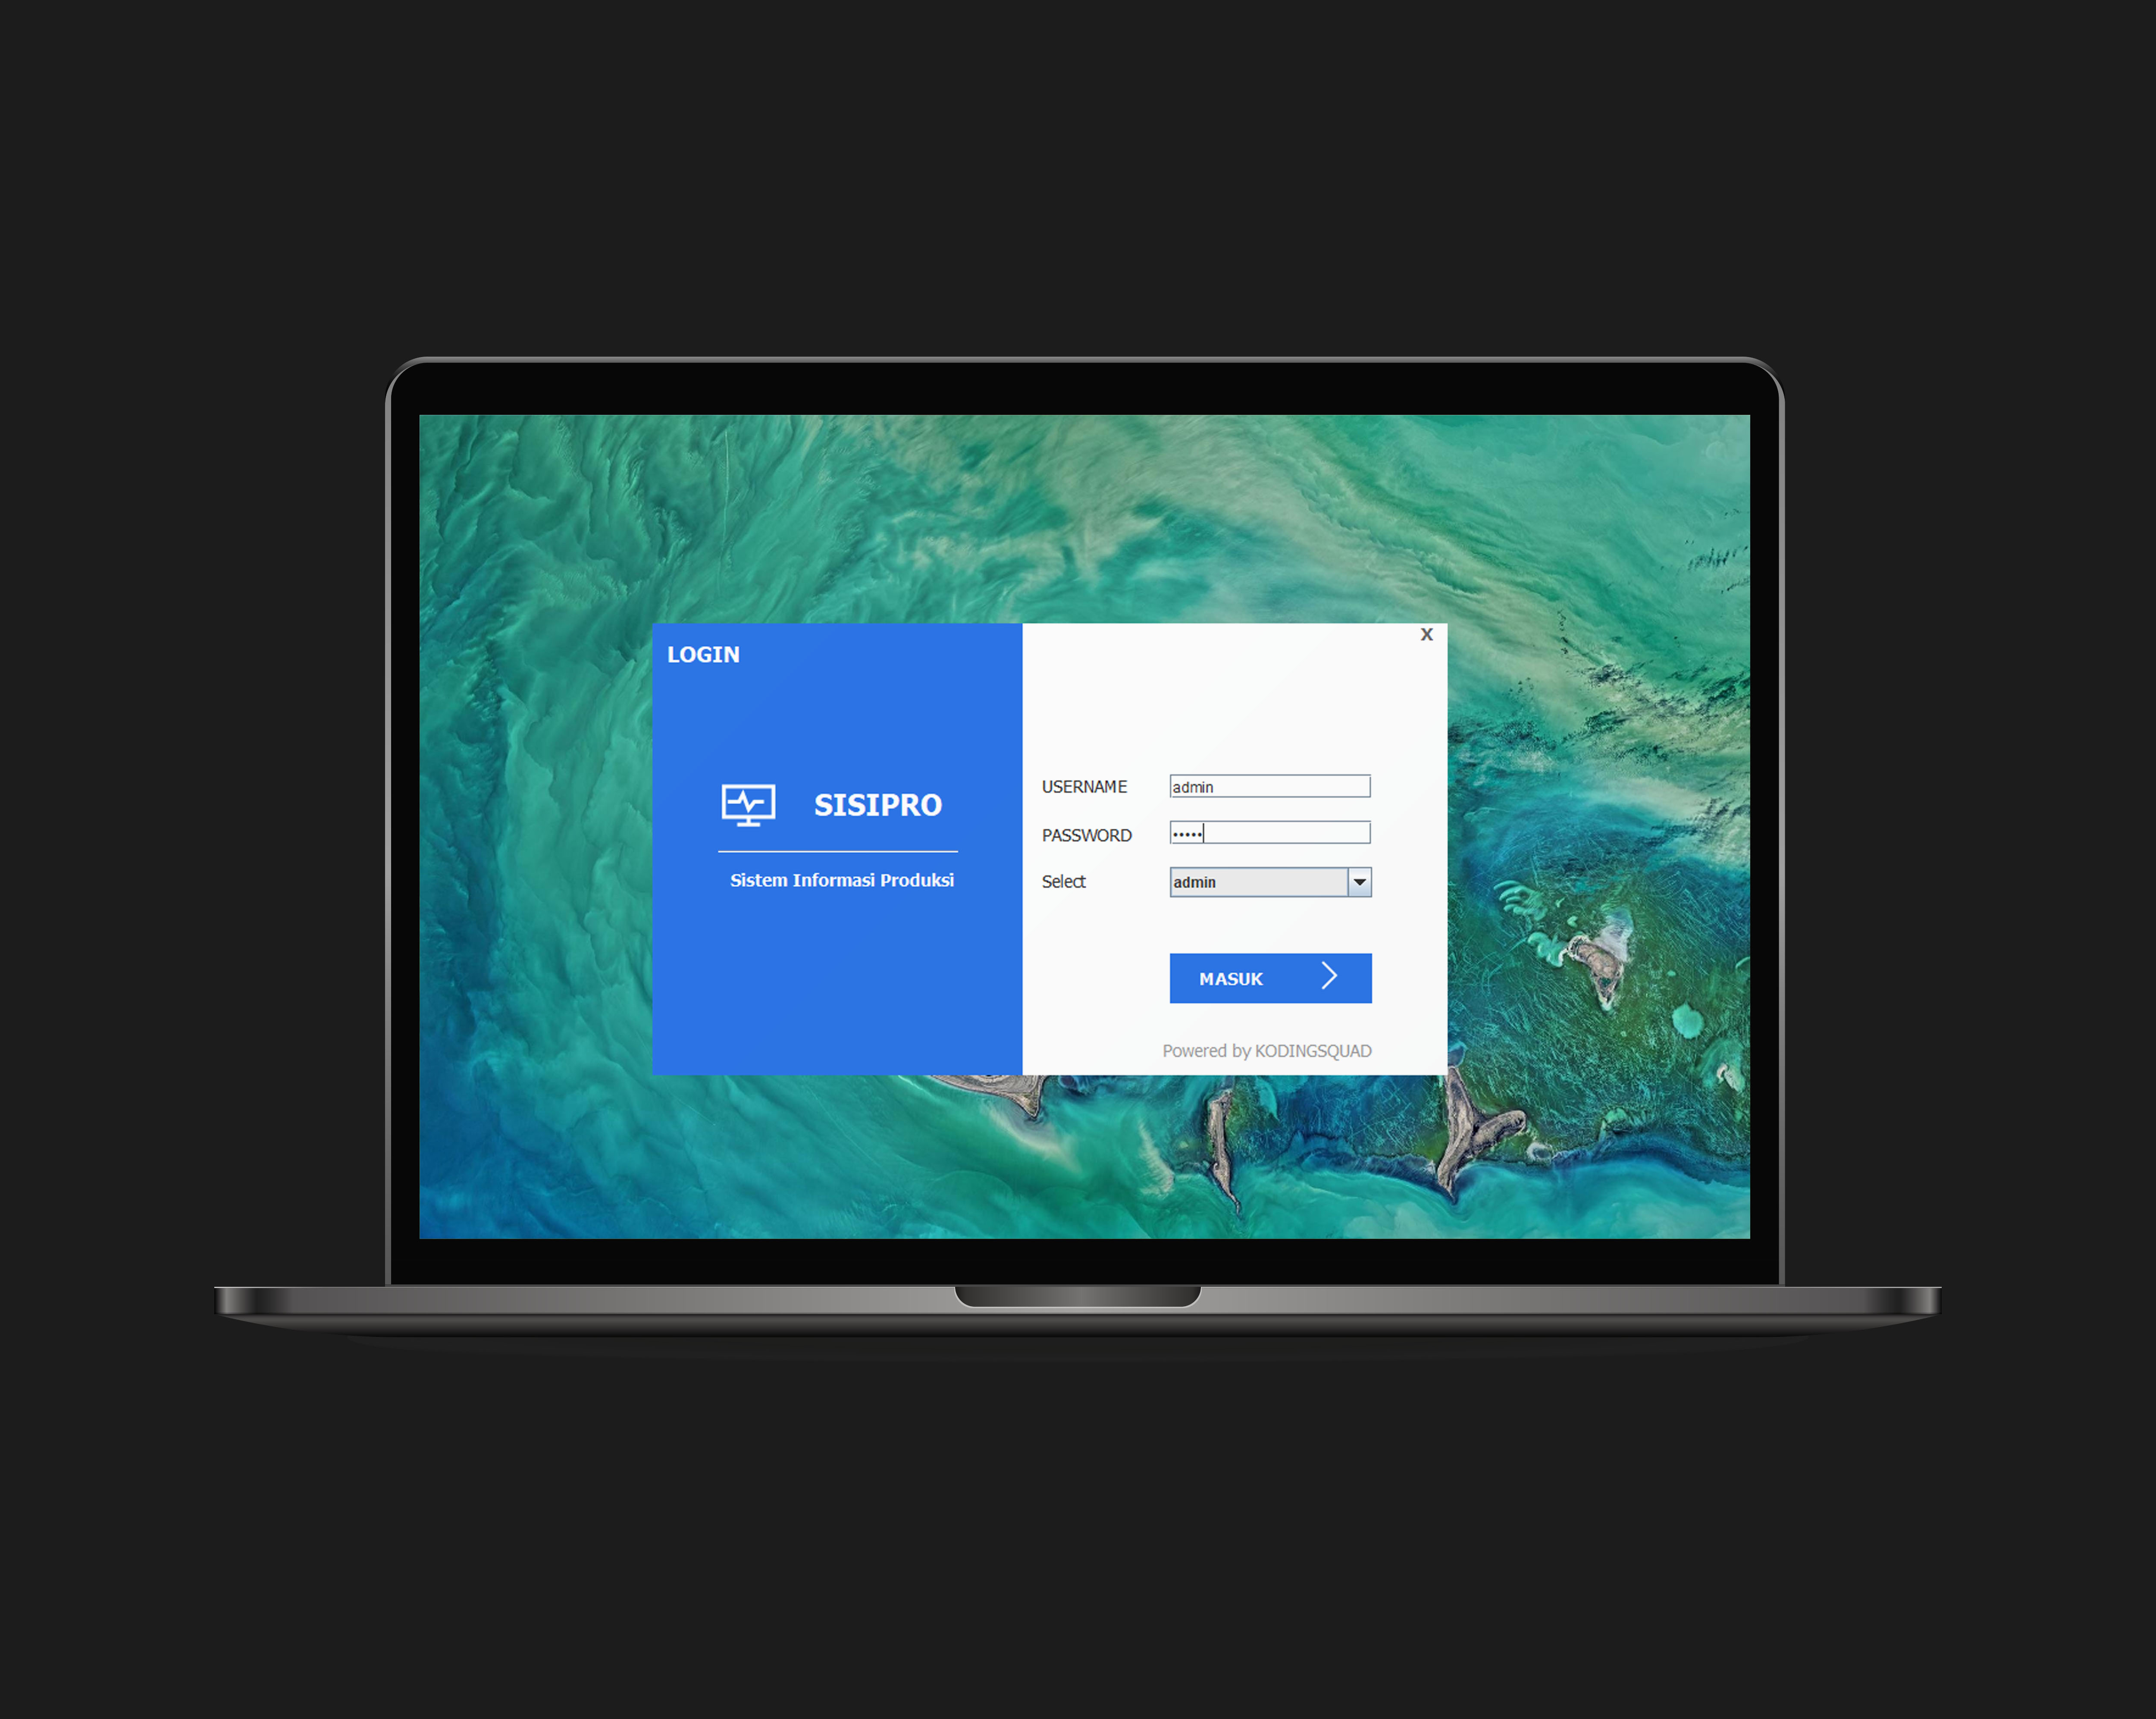 LOGIN
X
SISIPRO
Sistem Informasi Produksi
USERNAME admin
PASSWORD •••••
Select admin
MASUK
Powered by KODINGSQUAD